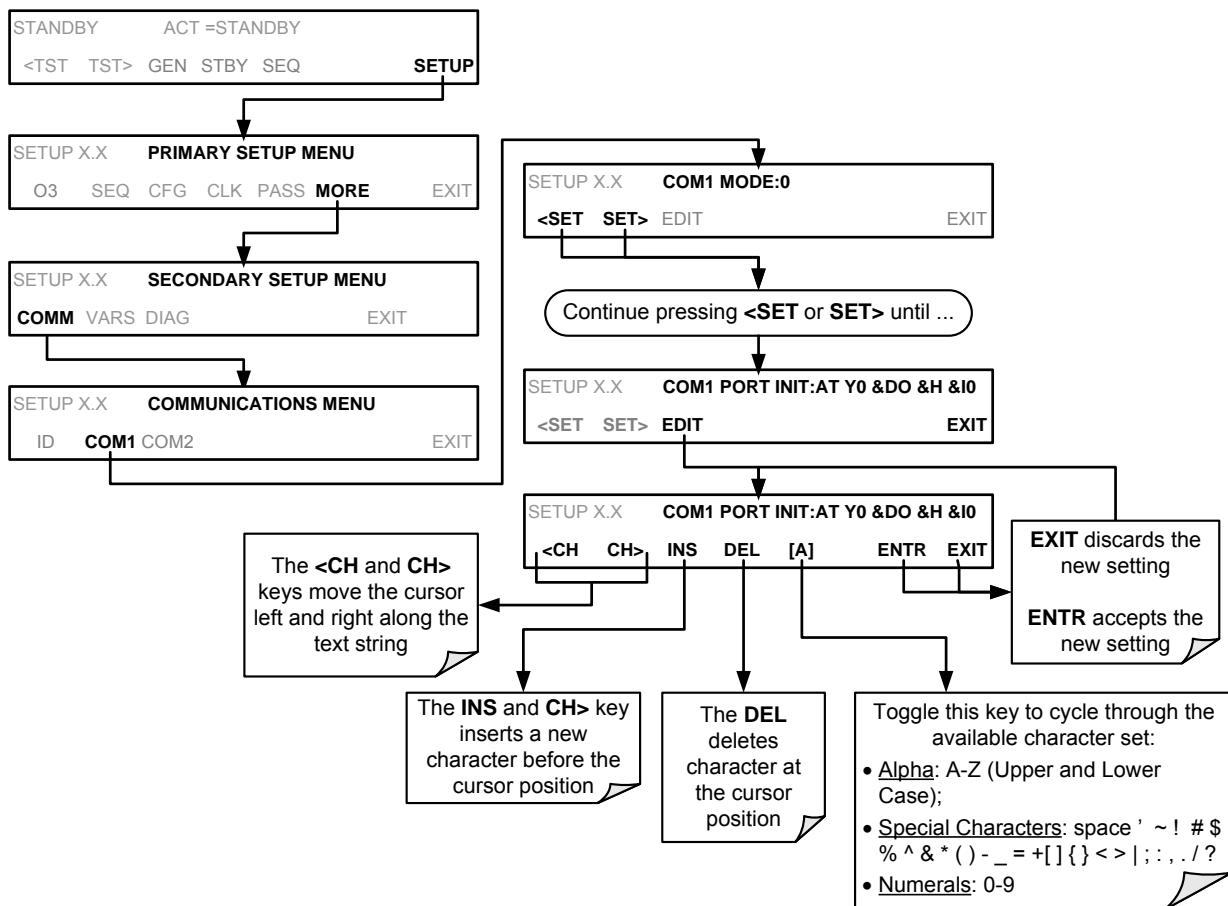 STANDBY ACT =STANDBY
<TST TST> GEN STBY SEQ SETUP
SETUP X.X PRIMARY SETUP MENU
O3 SEQ CFG CLK PASS MORE EXIT
SETUP X.X SECONDARY SETUP MENU
COMM VARS DIAG EXIT
SETUP X.X COMMUNICATIONS MENU
ID COM1 COM2 EXIT
SETUP X.X COM1 MODE:0
<SET SET> EDIT EXIT
Continue pressing <SET or SET> until ...
SETUP X.X COM1 PORT INIT:AT Y0 &DO &H &I0
<SET SET> EDIT EXIT
SETUP X.X COM1 PORT INIT:AT Y0 &DO &H &I0
<CH CH> INS DEL [A] ENTR EXIT
The <CH and CH>
keys move the cursor
left and right along the
text string
The INS and CH> key
inserts a new
character before the
cursor position
The DEL
deletes
character at
the cursor
position
EXIT discards the
new setting
ENTR accepts the
new setting
Toggle this key to cycle through the
available character set:
• Alpha: A-Z (Upper and Lower
Case);
• Special Characters: space ' ~ ! # $
% ^ & * ( ) - _ = +[ ] { } < > | ; : , . / ?
• Numerals: 0-9